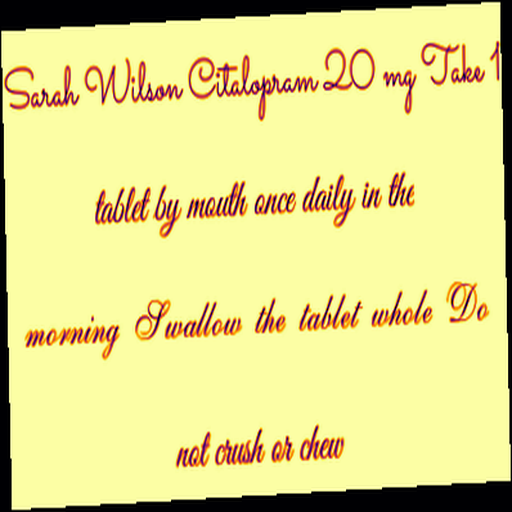 Sarah Wilson Citalopram 20 mg Take 1
tablet by mouth once daily in the
morning Swallow the tablet whole Do
not crush or chew